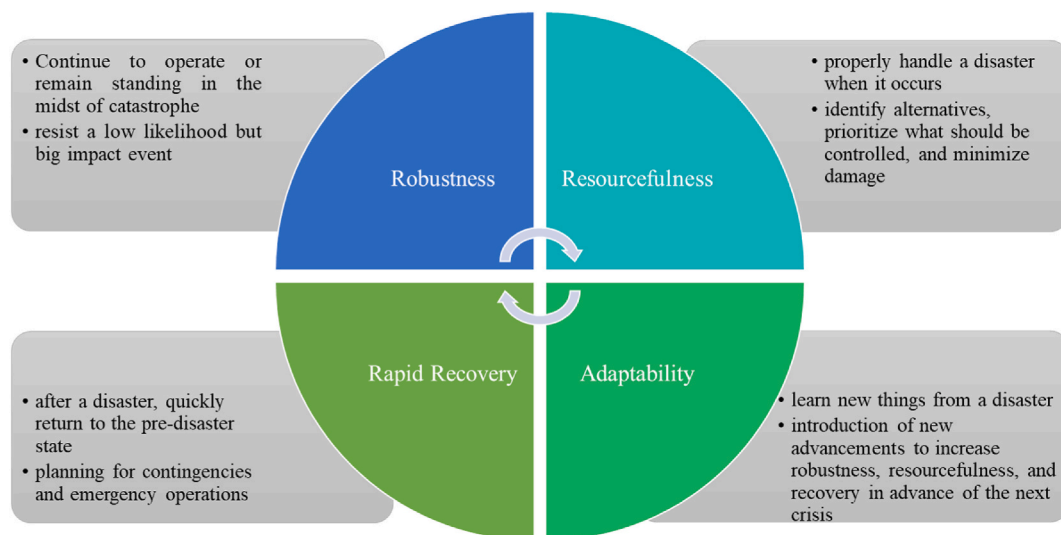 • Continue to operate or
remain standing in the
midst of catastrophe
• resist a low likelihood but
big impact event
• properly handle a disaster
when it occurs
• identify alternatives,
prioritize what should be
controlled, and minimize
damage
Robustness
Resourcefulness
Rapid Recovery
Adaptability
• after a disaster, quickly
return to the pre-disaster
state
• planning for contingencies
and emergency operations
• learn new things from a disaster
• introduction of new
advancements to increase
robustness, resourcefulness, and
recovery in advance of the next
crisis